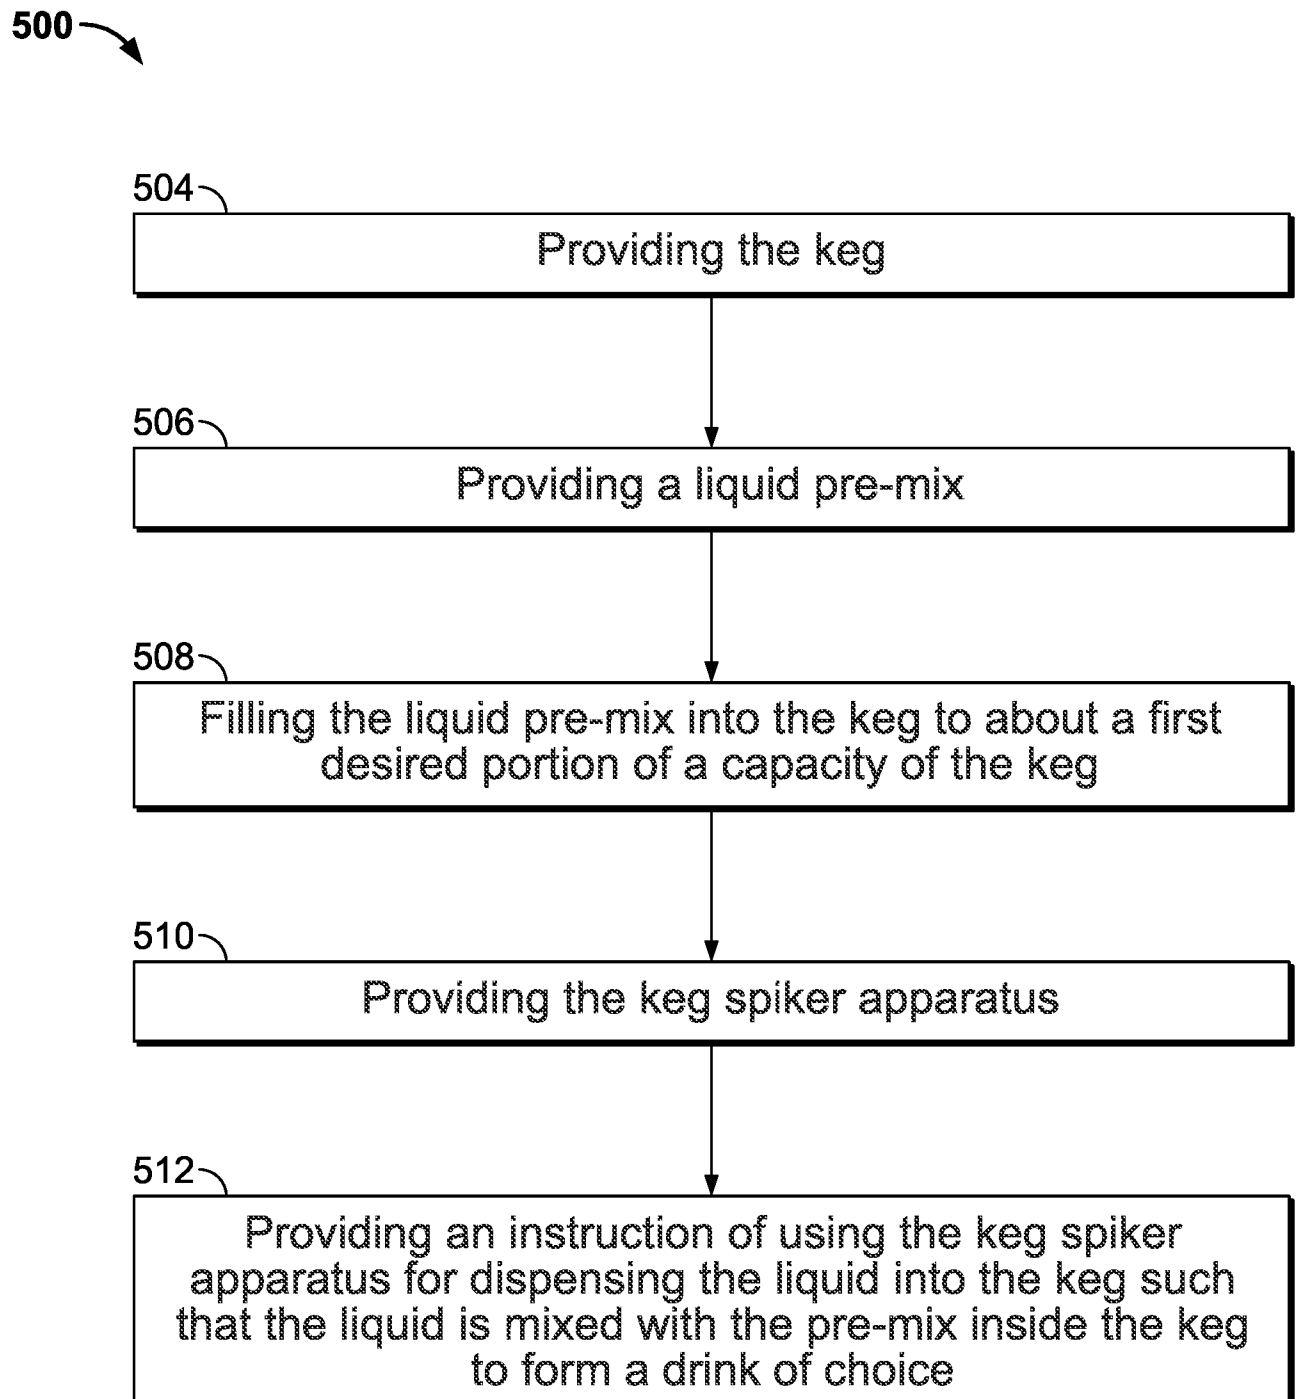 500
504
Providing the keg
506
Providing a liquid pre-mix
508
Filling the liquid pre-mix into the keg to about a first
desired portion of a capacity of the keg
510
Providing the keg spiker apparatus
512
Providing an instruction of using the keg spiker
apparatus for dispensing the liquid into the keg such
that the liquid is mixed with the pre-mix inside the keg
to form a drink of choice